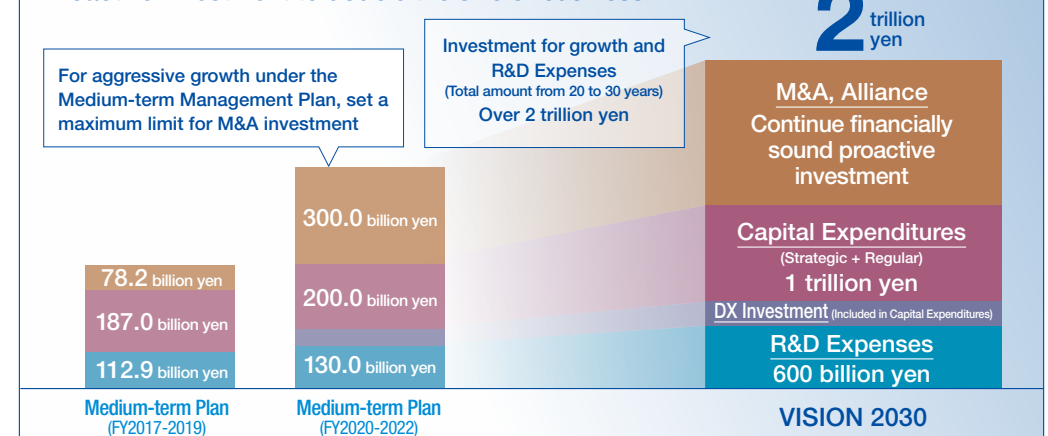 2 trillion
yen
Investment for growth and
R&D Expenses
(Total amount from 20 to 30 years)
Over 2 trillion yen
For aggressive growth under the
Medium-term Management Plan, set a
maximum limit for M&A investment
M&A, Alliance
Continue financially
sound proactive
investment
300.0 billion yen
Capital Expenditures
(Strategic + Regular)
1 trillion yen
78.2 billion yen
200.0 billion yen
187.0 billion yen
DX Investment (Included in Capital Expenditures)
R&D Expenses
600 billion yen
112.9 billion yen
130.0 billion yen
Medium-term Plan
(FY2017-2019)
Medium-term Plan
(FY2020-2022)
VISION 2030